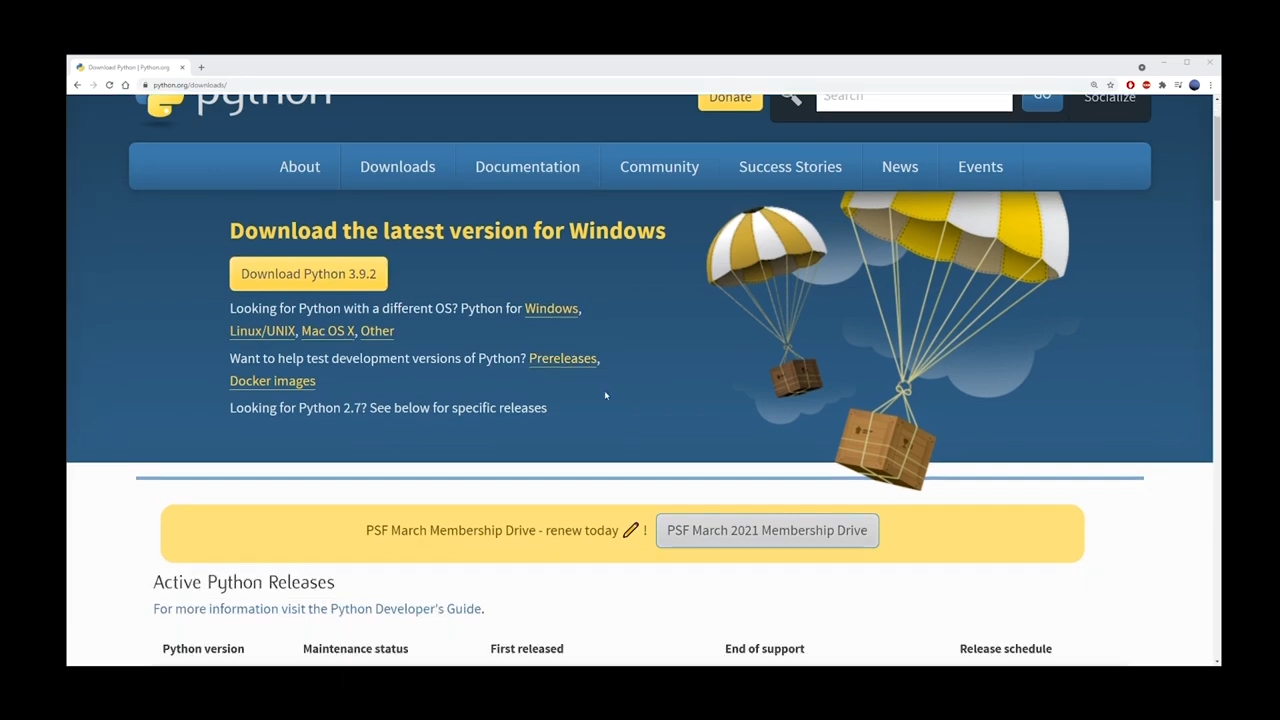 Download Python | Python.org
python.org/downloads/
python
Donate
Search
GO
Socialize
About
Downloads
Documentation
Community
Success Stories
News
Events
Download the latest version for Windows
Download Python 3.9.2
Looking for Python with a different OS? Python for Windows,
Linux/UNIX, Mac OS X, Other
Want to help test development versions of Python? Prereleases,
Docker images
Looking for Python 2.7? See below for specific releases
PSF March Membership Drive - renew today ! PSF March 2021 Membership Drive
Active Python Releases
For more information visit the Python Developer's Guide.
Python version
Maintenance status
First released
End of support
Release schedule